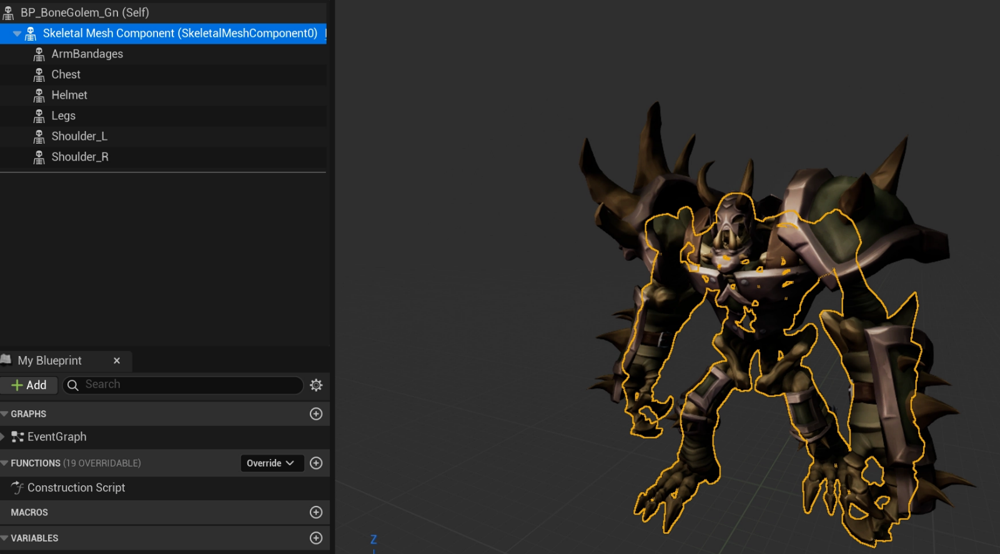 BP_BoneGolem_Gn (Self)
Skeletal Mesh Component (SkeletalMeshComponent0)
ArmBandages
Chest
Helmet
Legs
Shoulder_L
Shoulder_R
My Blueprint
Add
Search
GRAPHS
EventGraph
FUNCTIONS (19 OVERRIDABLE)
Override
Construction Script
MACROS
VARIABLES
Z